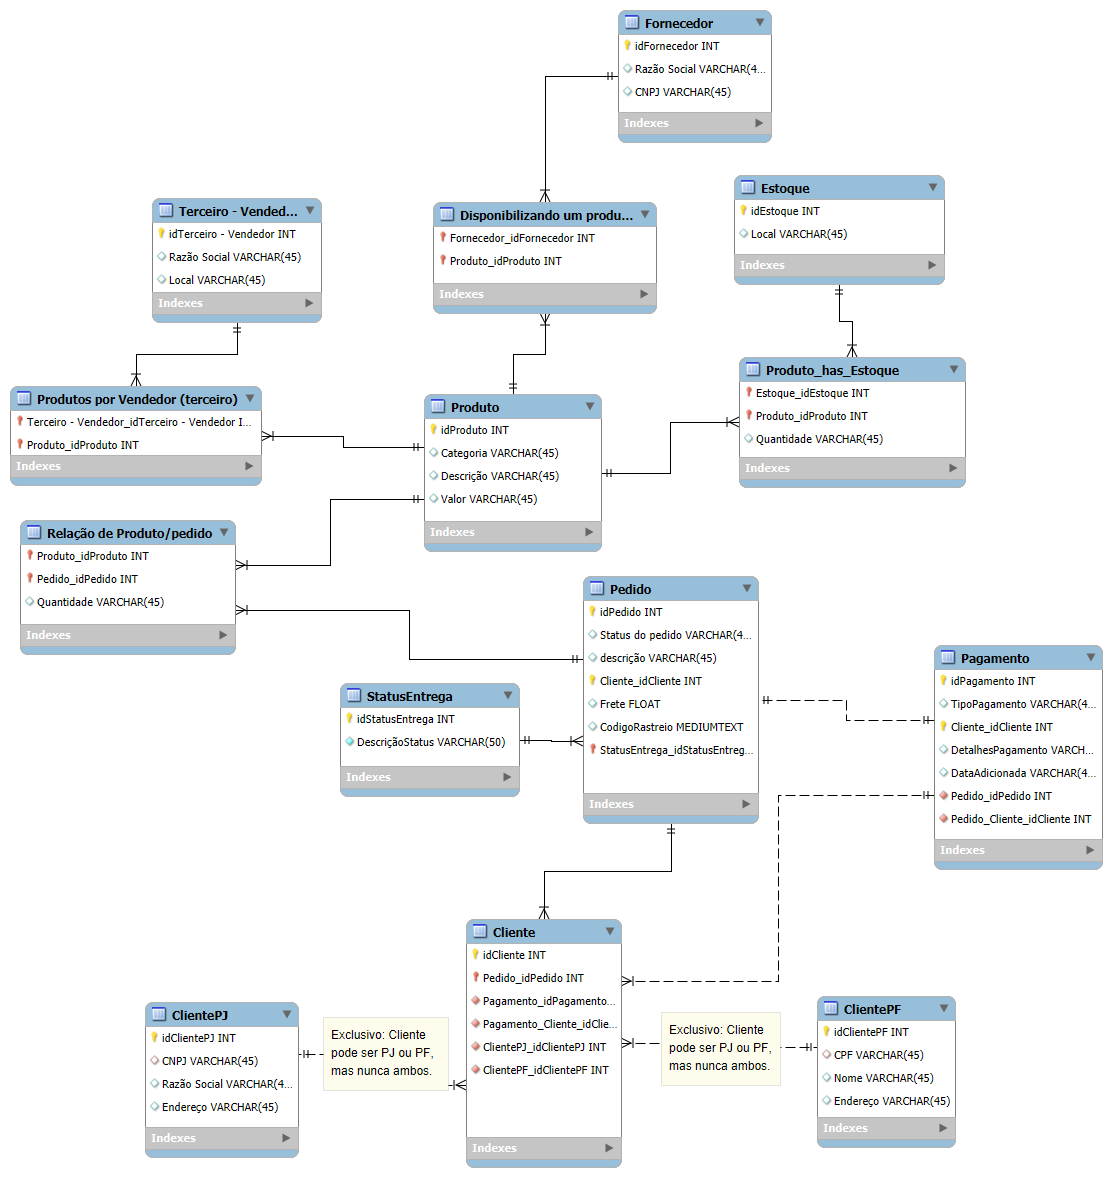 Fornecedor
idFornecedor INT
Razão Social VARCHAR(4...
CNPJ VARCHAR(45)
Indexes
Estoque
idEstoque INT
Local VARCHAR(45)
Indexes
Terceiro - Vended...
idTerceiro - Vendedor INT
Razão Social VARCHAR(45)
Local VARCHAR(45)
Indexes
Disponibilizando um produ...
Fornecedor_idFornecedor INT
Produto_idProduto INT
Indexes
Produto_has_Estoque
Estoque_idEstoque INT
Produto_idProduto INT
Quantidade VARCHAR(45)
Indexes
Produtos por Vendedor (terceiro)
Terceiro - Vendedor_idTerceiro - Vendedor I...
Produto_idProduto INT
Indexes
Produto
idProduto INT
Categoria VARCHAR(45)
Descrição VARCHAR(45)
Valor VARCHAR(45)
Indexes
Relação de Produto/pedido
Produto_idProduto INT
Pedido_idPedido INT
Quantidade VARCHAR(45)
Indexes
Pedido
idPedido INT
Status do pedido VARCHAR(4...
descrição VARCHAR(45)
Cliente_idCliente INT
Frete FLOAT
CodigoRastreio MEDIUMTEXT
StatusEntrega_idStatusEntreg...
Indexes
Pagamento
idPagamento INT
TipoPagamento VARCHAR(4...
Cliente_idCliente INT
DetalhesPagamento VARCH...
DataAdicionada VARCHAR(4...
Pedido_idPedido INT
Pedido_Cliente_idCliente INT
Indexes
StatusEntrega
idStatusEntrega INT
DescriçãoStatus VARCHAR(50)
Indexes
Cliente
idCliente INT
Pedido_idPedido INT
Pagamento_idPagamento...
Pagamento_Cliente_idClie...
ClientePJ_idClientePJ INT
ClientePF_idClientePF INT
Indexes
ClientePJ
idClientePJ INT
CNPJ VARCHAR(45)
Razão Social VARCHAR(4...
Endereço VARCHAR(45)
Indexes
Exclusivo: Cliente
pode ser PJ ou PF,
mas nunca ambos.
Exclusivo: Cliente
pode ser PJ ou PF,
mas nunca ambos.
ClientePF
idClientePF INT
CPF VARCHAR(45)
Nome VARCHAR(45)
Endereço VARCHAR(45)
Indexes